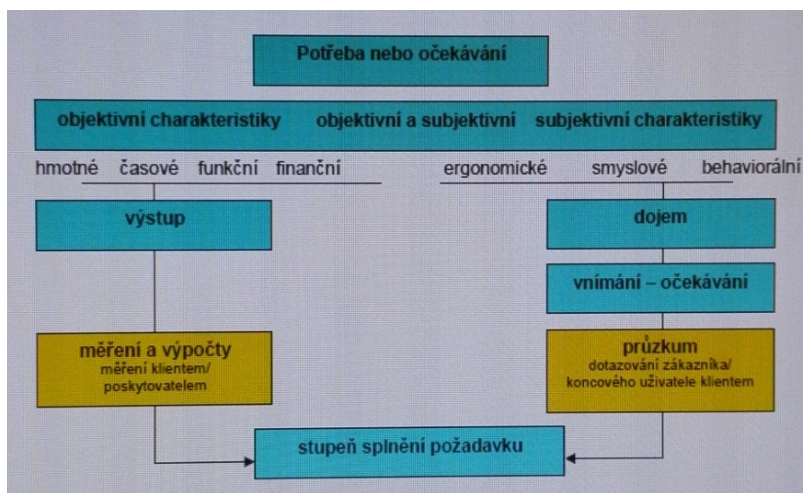 Potřeba nebo očekávání
objektivní charakteristiky objektivní a subjektivní subjektivní charakteristiky
hmotné časové funkční finanční ergonomické smyslové behaviorální
výstup
dojem
vnímání – očekávání
měření a výpočty
měření klientem/
poskytovatelem
průzkum
dotazování zákazníka/
koncového uživatele klientem
stupeň splnění požadavku